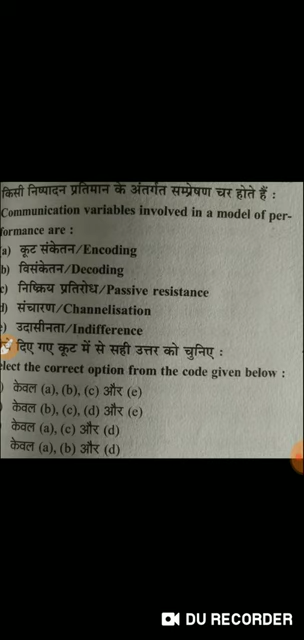 किसी निष्पादन प्रतिमान के अंतर्गत सम्प्रेषण चर होते हैं :
Communication variables involved in a model of per-
formance are :
a) कूट संकेतन/Encoding
b) विसंकेतन/Decoding
c) निष्क्रिय प्रतिरोध/Passive resistance
d) संचारण/Channelisation
e) उदासीनता/Indifference
दिए गए कूट में से सही उत्तर को चुनिए :
elect the correct option from the code given below :
) केवल (a), (b), (c) और (e)
केवल (b), (c), (d) और (e)
केवल (a), (c) और (d)
केवल (a), (b) और (d)
DU RECORDER